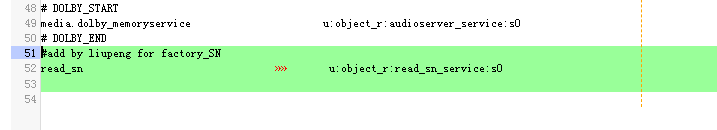 48 # DOLBY_START
49 media.dolby_memoryservice u:object_r:audioserver_service:s0
50 # DOLBY_END
51 #add by liupeng for factory_SN
52 read_sn >>> u:object_r:read_sn_service:s0
53
54